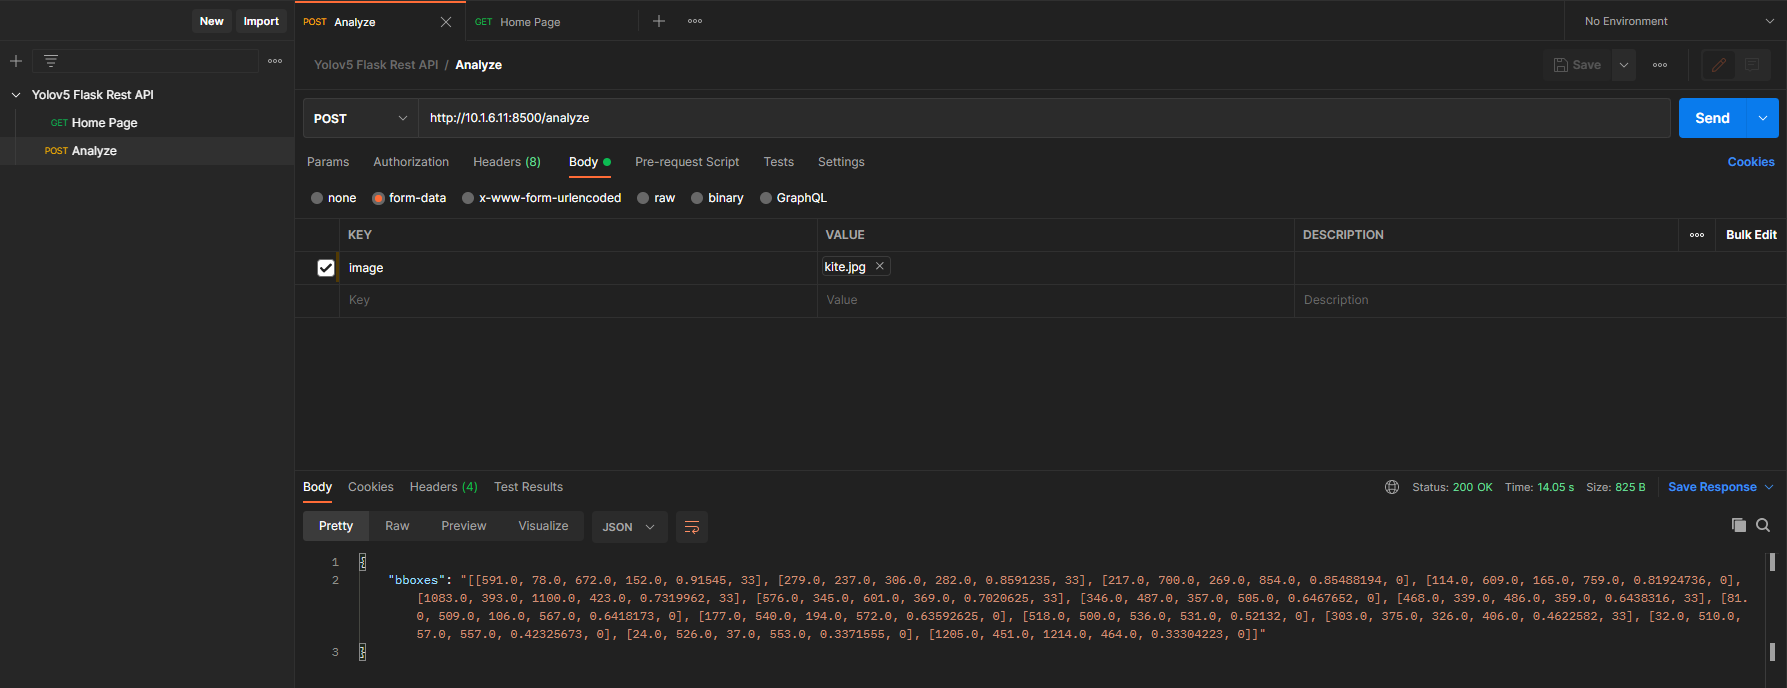 New Import
POST Analyze GET Home Page No Environment
Yolov5 Flask Rest API / Analyze Save
Yolov5 Flask Rest API
GET Home Page
POST Analyze
POST http://10.1.6.11:8500/analyze Send
Params Authorization Headers (8) Body Pre-request Script Tests Settings Cookies
none form-data x-www-form-urlencoded raw binary GraphQL
KEY VALUE DESCRIPTION Bulk Edit
image kite.jpg
Key Value Description
Body Cookies Headers (4) Test Results Status: 200 OK Time: 14.05 s Size: 825 B Save Response
Pretty Raw Preview Visualize JSON
1 {
2 "bboxes": "[[591.0, 78.0, 672.0, 152.0, 0.91545, 33], [279.0, 237.0, 306.0, 282.0, 0.8591235, 33], [217.0, 700.0, 269.0, 854.0, 0.85488194, 0], [114.0, 609.0, 165.0, 759.0, 0.81924736, 0],
[1083.0, 393.0, 1100.0, 423.0, 0.7319962, 33], [576.0, 345.0, 601.0, 369.0, 0.7020625, 33], [346.0, 487.0, 357.0, 505.0, 0.6467652, 0], [468.0, 339.0, 486.0, 359.0, 0.6438316, 33], [81.
0, 509.0, 106.0, 567.0, 0.6418173, 0], [177.0, 540.0, 194.0, 572.0, 0.63592625, 0], [518.0, 500.0, 536.0, 531.0, 0.52132, 0], [303.0, 375.0, 326.0, 406.0, 0.4622582, 33], [32.0, 510.0,
57.0, 557.0, 0.42325673, 0], [24.0, 526.0, 37.0, 553.0, 0.3371555, 0], [1205.0, 451.0, 1214.0, 464.0, 0.33304223, 0]]"
3 }